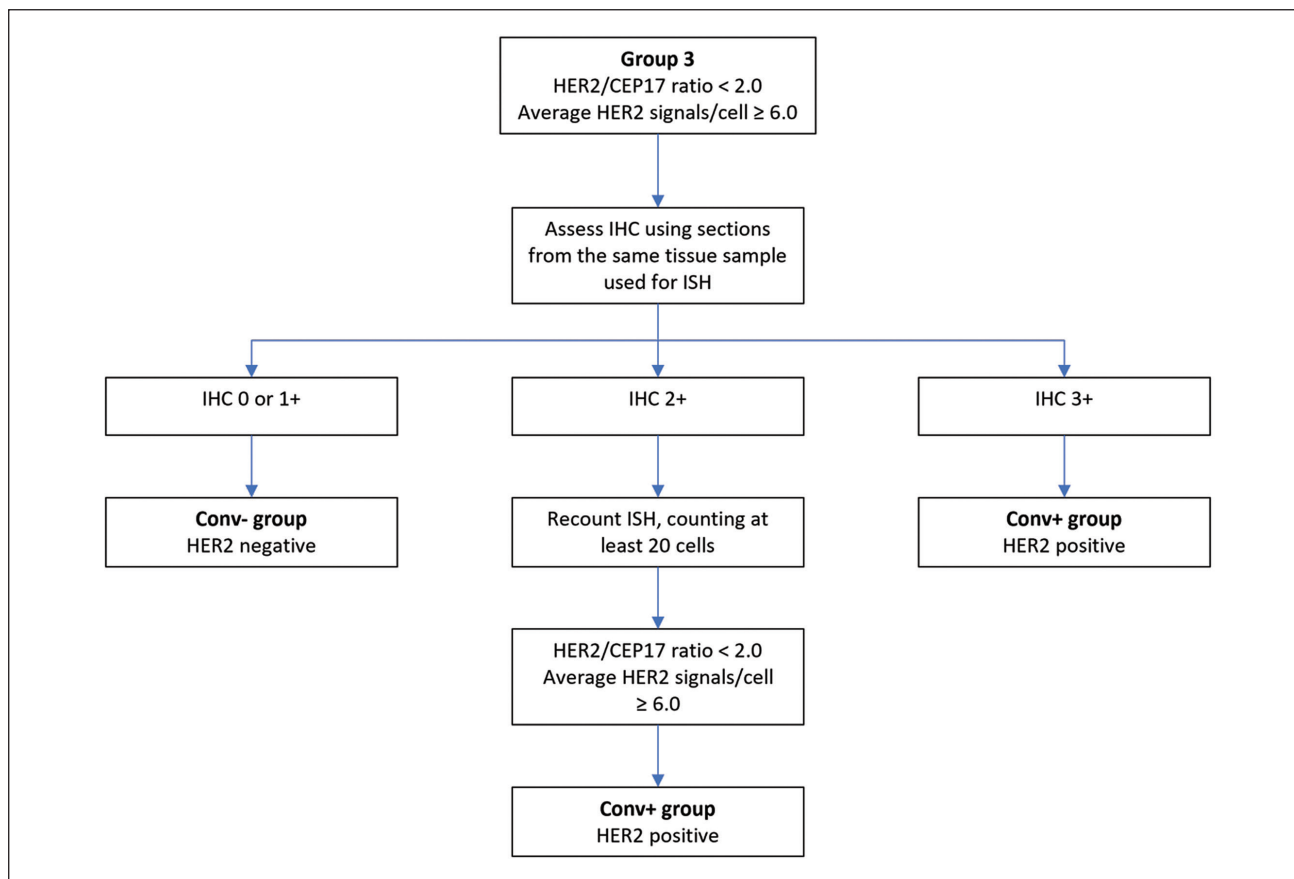 Group 3
HER2/CEP17 ratio < 2.0
Average HER2 signals/cell ≥ 6.0
Assess IHC using sections
from the same tissue sample
used for ISH
IHC 0 or 1+
IHC 2+
IHC 3+
Conv- group
HER2 negative
Recount ISH, counting at
least 20 cells
Conv+ group
HER2 positive
HER2/CEP17 ratio < 2.0
Average HER2 signals/cell
≥ 6.0
Conv+ group
HER2 positive